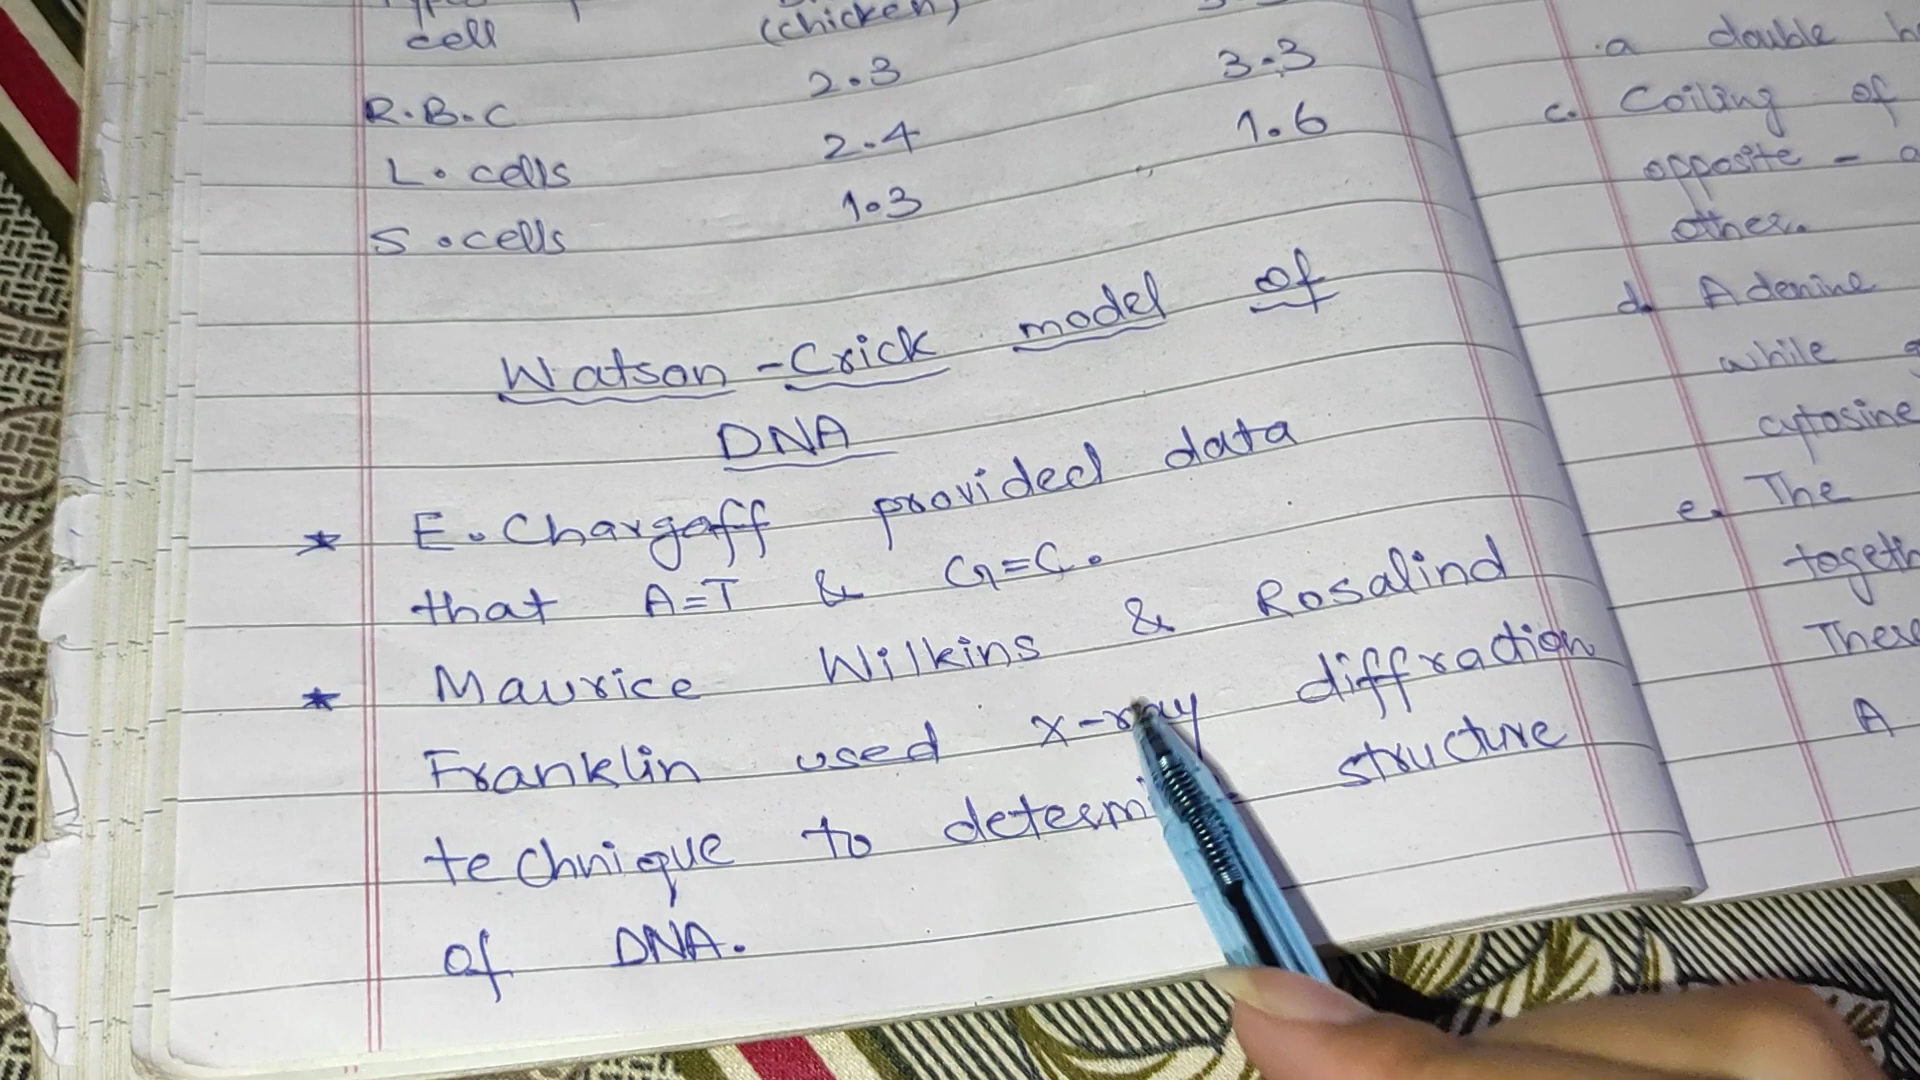 cell
(chicken)
R.B.C 2.3 3.3
L. cells 2.4 1.6
S. cells 1.3
Watson-Crick model of
DNA
* E. Chargaff provided data
that A=T & G=C.
* Maurice Wilkins & Rosalind
Franklin used x-ray diffraction
technique to determi structure
of DNA.
a double
c. Coiling of
opposite -
other.
d. Adenine
while
cytosine
e. The
togeth
These
A